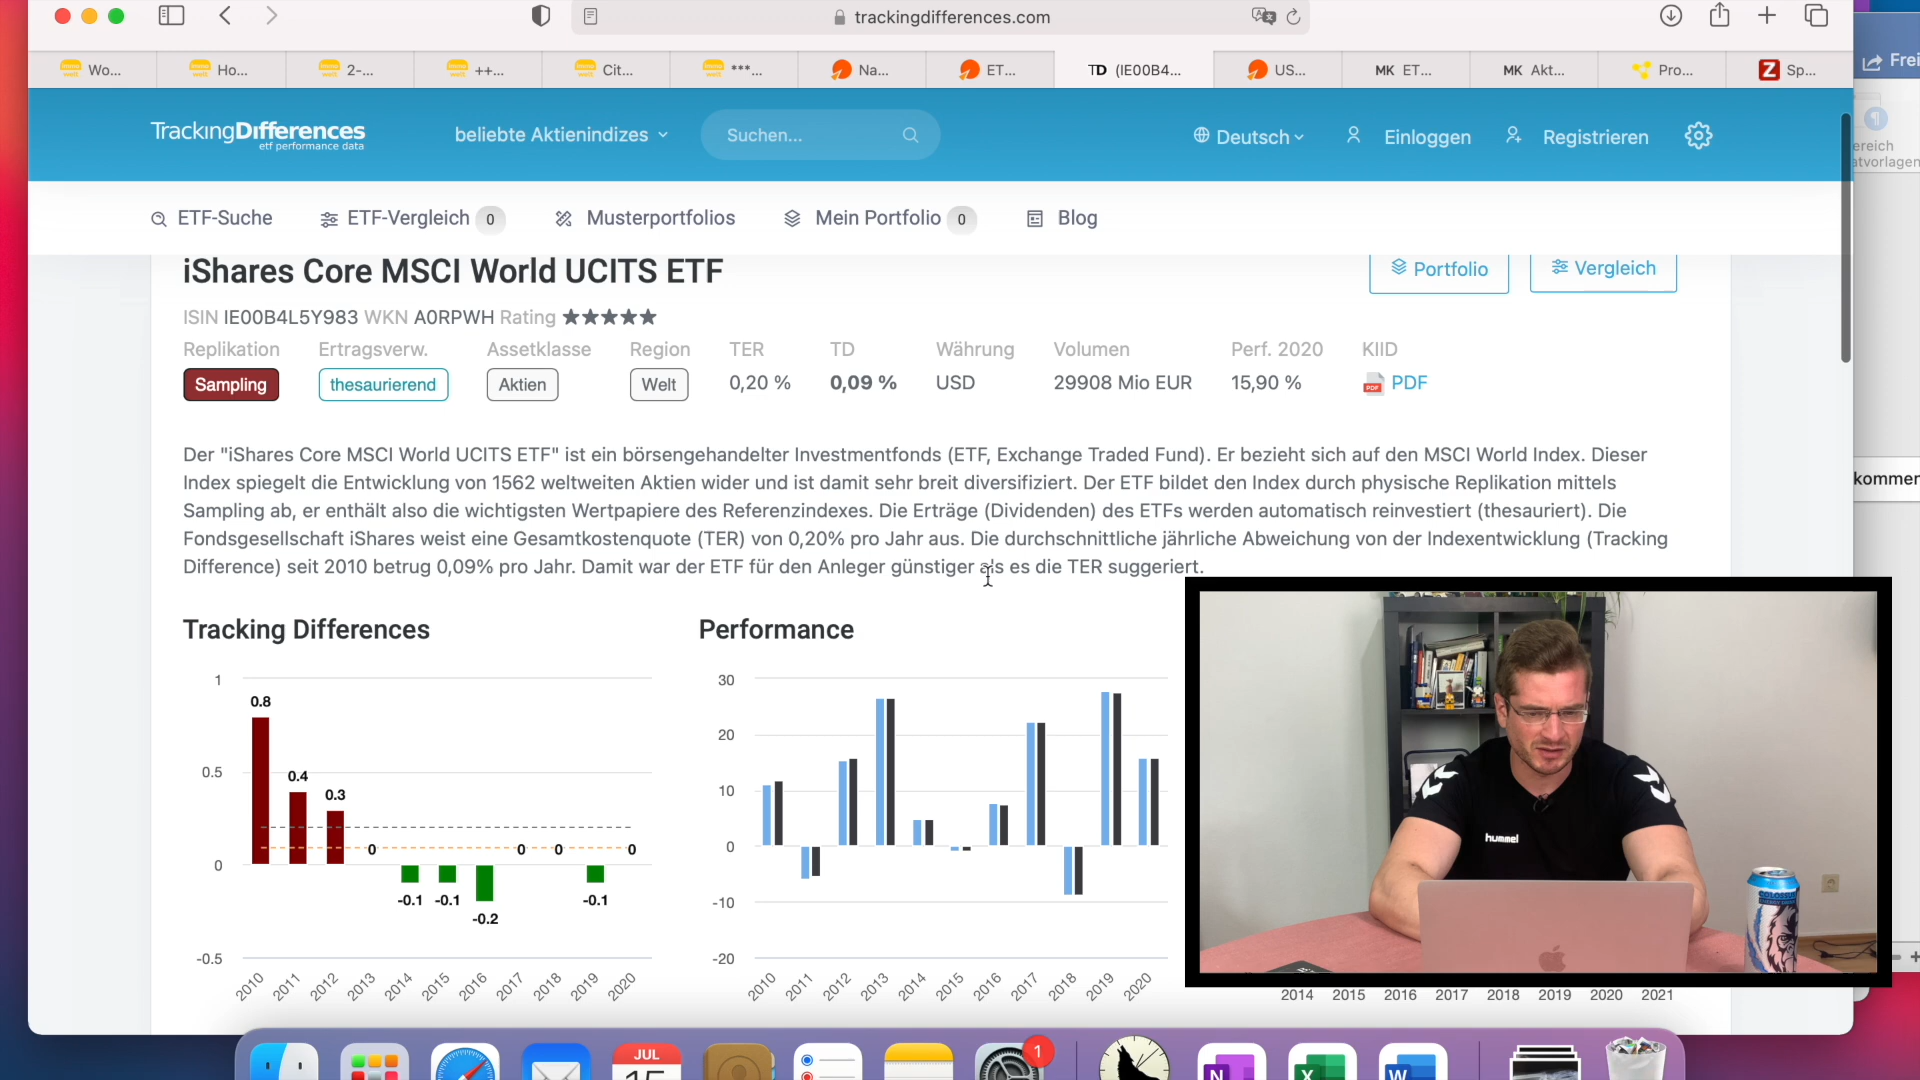 trackingdifferences.com
Wo...
Ho...
2-...
++...
Cit...
***...
Na...
ET...
TD (IE00B4...
US...
MK ET...
MK Akt...
Pro...
Z Sp...
Frei
TrackingDifferences
etf performance data
beliebte Aktienindizes
Suchen...
Deutsch
Einloggen
Registrieren
ereich
atvorlagen
ETF-Suche
ETF-Vergleich 0
Musterportfolios
Mein Portfolio 0
Blog
iShares Core MSCI World UCITS ETF
Portfolio
Vergleich
ISIN IE00B4L5Y983 WKN A0RPWH Rating ★★★★★
Replikation Ertragsverw. Assetklasse Region TER TD Währung Volumen Perf. 2020 KIID
Sampling thesaurierend Aktien Welt 0,20 % 0,09 % USD 29908 Mio EUR 15,90 % PDF
kommen
Der "iShares Core MSCI World UCITS ETF" ist ein börsengehandelter Investmentfonds (ETF, Exchange Traded Fund). Er bezieht sich auf den MSCI World Index. Dieser
Index spiegelt die Entwicklung von 1562 weltweiten Aktien wider und ist damit sehr breit diversifiziert. Der ETF bildet den Index durch physische Replikation mittels
Sampling ab, er enthält also die wichtigsten Wertpapiere des Referenzindexes. Die Erträge (Dividenden) des ETFs werden automatisch reinvestiert (thesauriert). Die
Fondsgesellschaft iShares weist eine Gesamtkostenquote (TER) von 0,20% pro Jahr aus. Die durchschnittliche jährliche Abweichung von der Indexentwicklung (Tracking
Difference) seit 2010 betrug 0,09% pro Jahr. Damit war der ETF für den Anleger günstiger als es die TER suggeriert.
Tracking Differences
1
0.5
0
-0.5
0.8
0.4
0.3
0
-0.1
-0.1
-0.2
0
0
-0.1
0
2010 2011 2012 2013 2014 2015 2016 2017 2018 2019 2020
Performance
30
20
10
0
-10
-20
2010 2011 2012 2013 2014 2015 2016 2017 2018 2019 2020
2014 2015 2016 2017 2018 2019 2020 2021
hummel
COLOSSUS
JUL
15
1
N
X
W